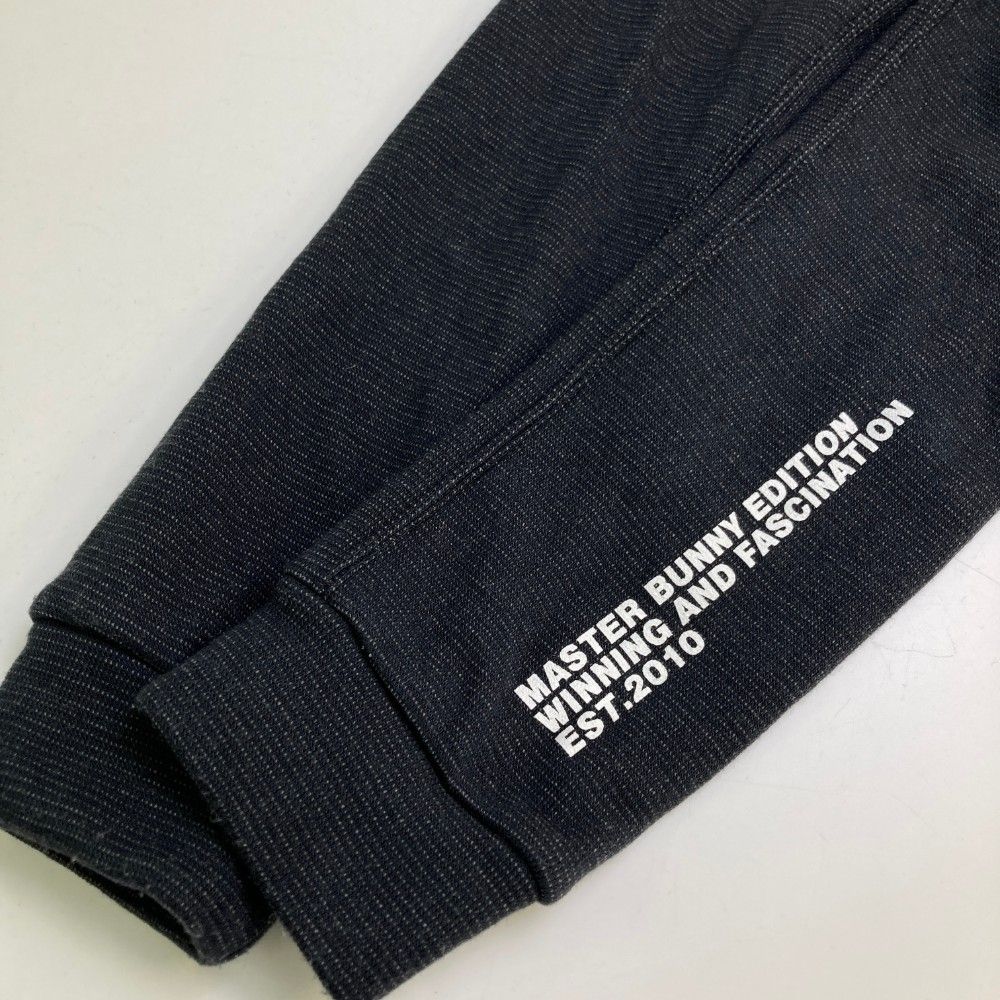 MASTER BUNNY EDITION
WINNING AND FASCINATION
EST.2010